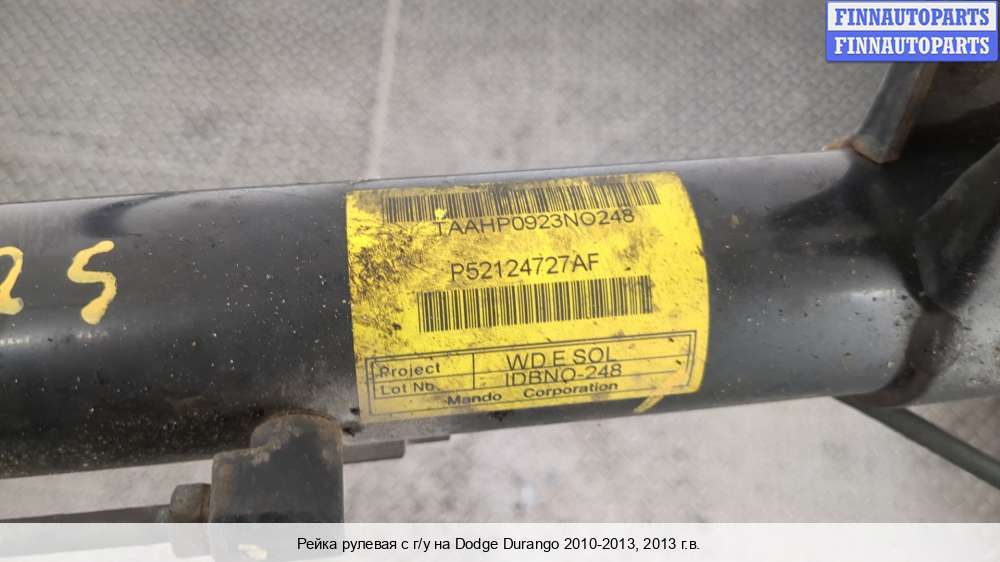 FINNAUTOPARTS
FINNAUTOPARTS
TAAHP0923NO248
P52124727AF
25
Project WD E SOL
Lot No. IDBNO-248
Mando Corporation
Рейка рулевая с г/у на Dodge Durango 2010-2013, 2013 г.в.